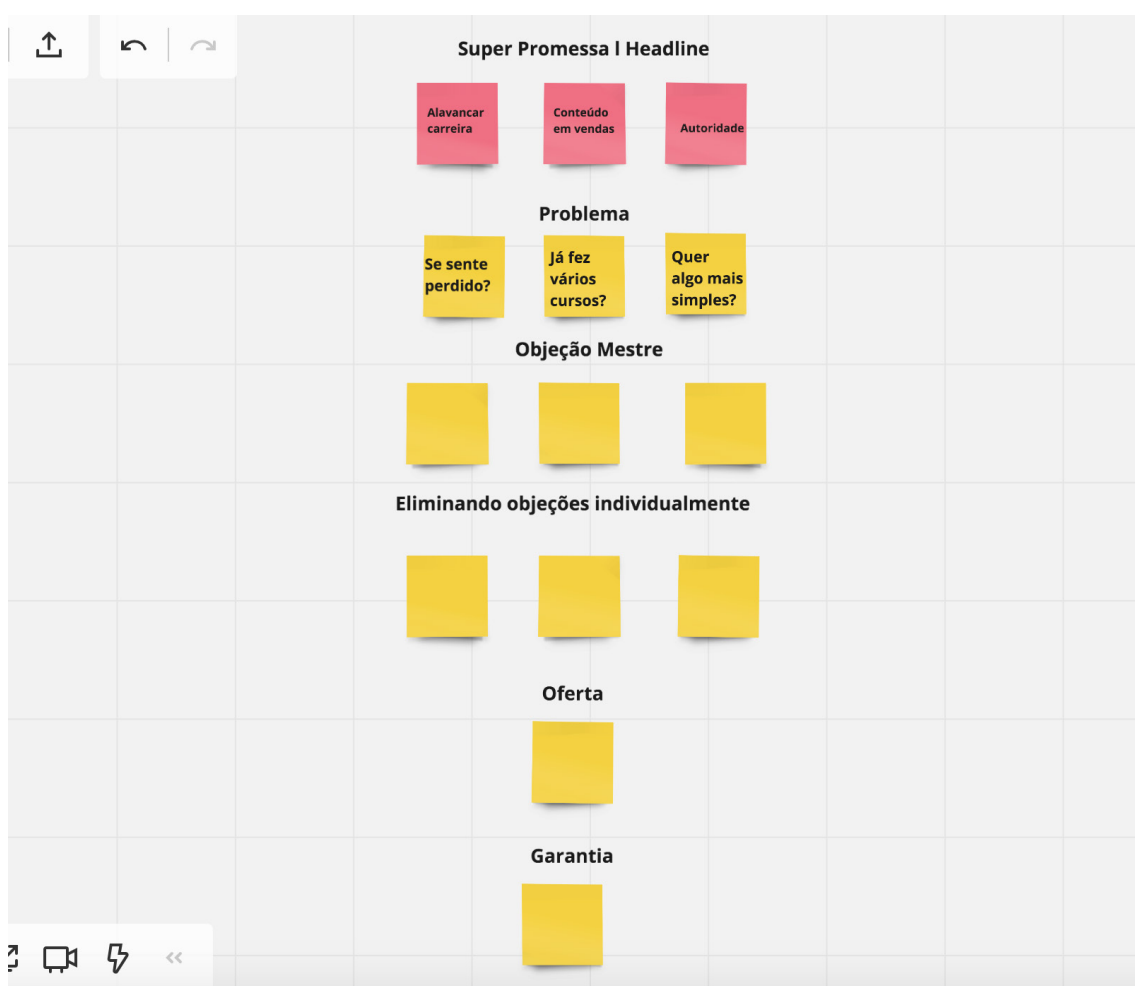 Super Promessa l Headline
Alavancar
carreira
Conteúdo
em vendas
Autoridade
Problema
Se sente
perdido?
Já fez
vários
cursos?
Quer
algo mais
simples?
Objeção Mestre
Eliminando objeções individualmente
Oferta
Garantia